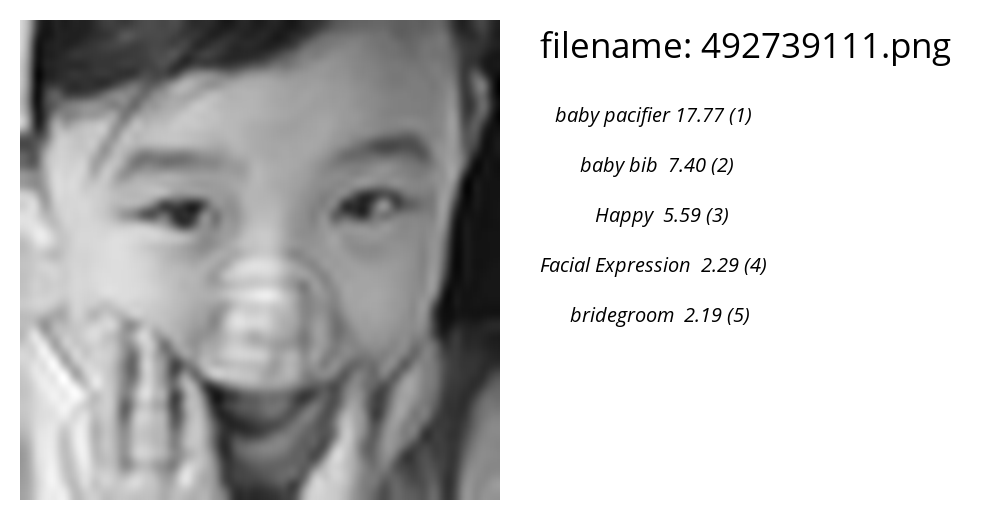 filename: 492739111.png
baby pacifier 17.77 (1)
baby bib 7.40 (2)
Happy 5.59 (3)
Facial Expression 2.29 (4)
bridegroom 2.19 (5)